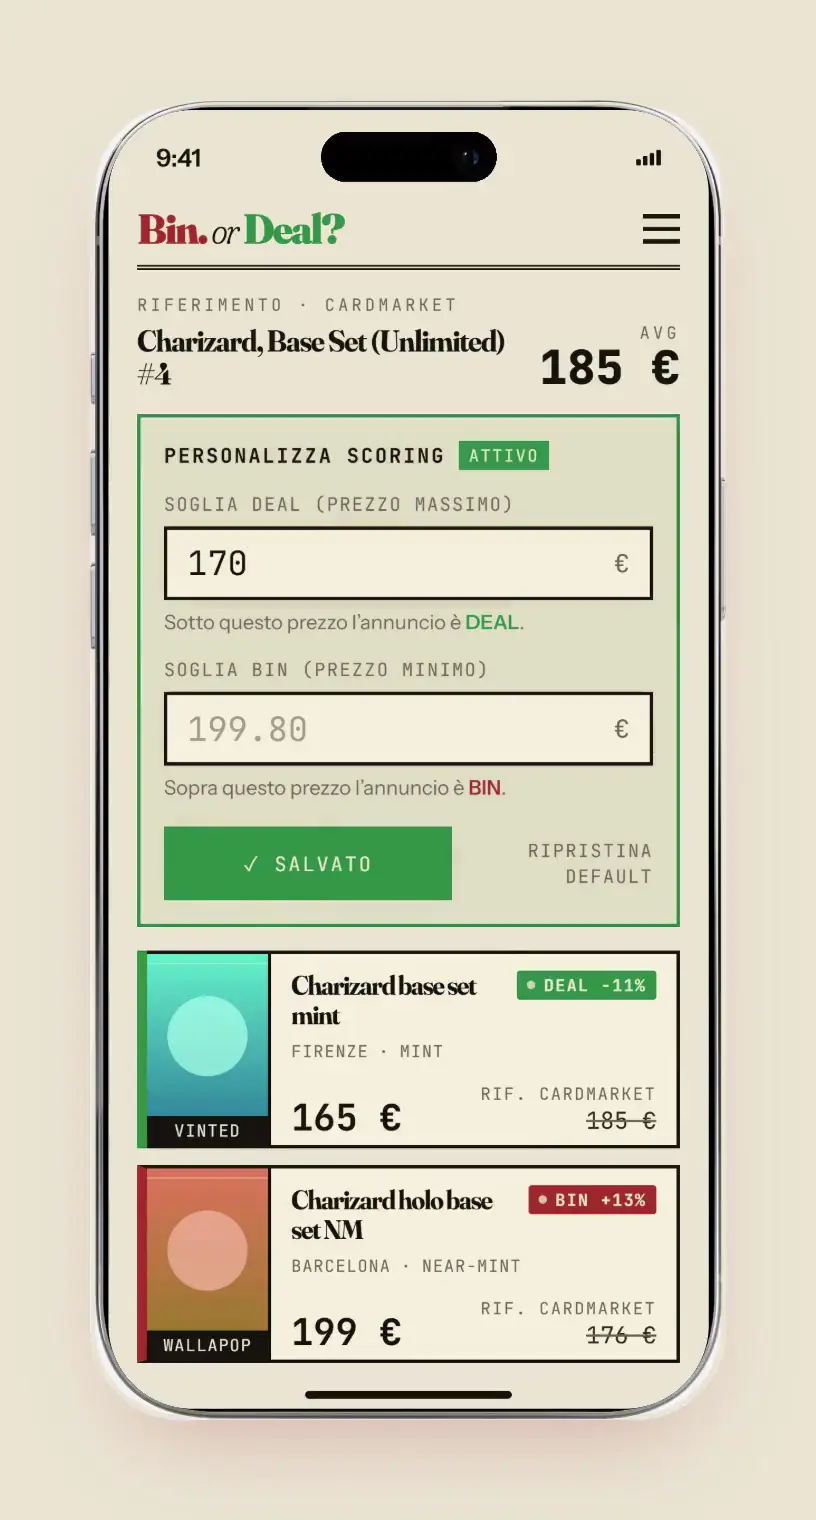 9:41
Bin. or Deal?
RIFERIMENTO · CARDMARKET
Charizard, Base Set (Unlimited)
#4
AVG
185 €
PERSONALIZZA SCORING ATTIVO
SOGLIA DEAL (PREZZO MASSIMO)
170 €
Sotto questo prezzo l’annuncio è DEAL.
SOGLIA BIN (PREZZO MINIMO)
199.80 €
Sopra questo prezzo l’annuncio è BIN.
✓ SALVATO
RIPRISTINA
DEFAULT
Charizard base set
mint
DEAL -11%
FIRENZE · MINT
RIF. CARDMARKET
165 €
185 €
VINTED
Charizard holo base
set NM
BIN +13%
BARCELONA · NEAR-MINT
RIF. CARDMARKET
199 €
176 €
WALLAPOP